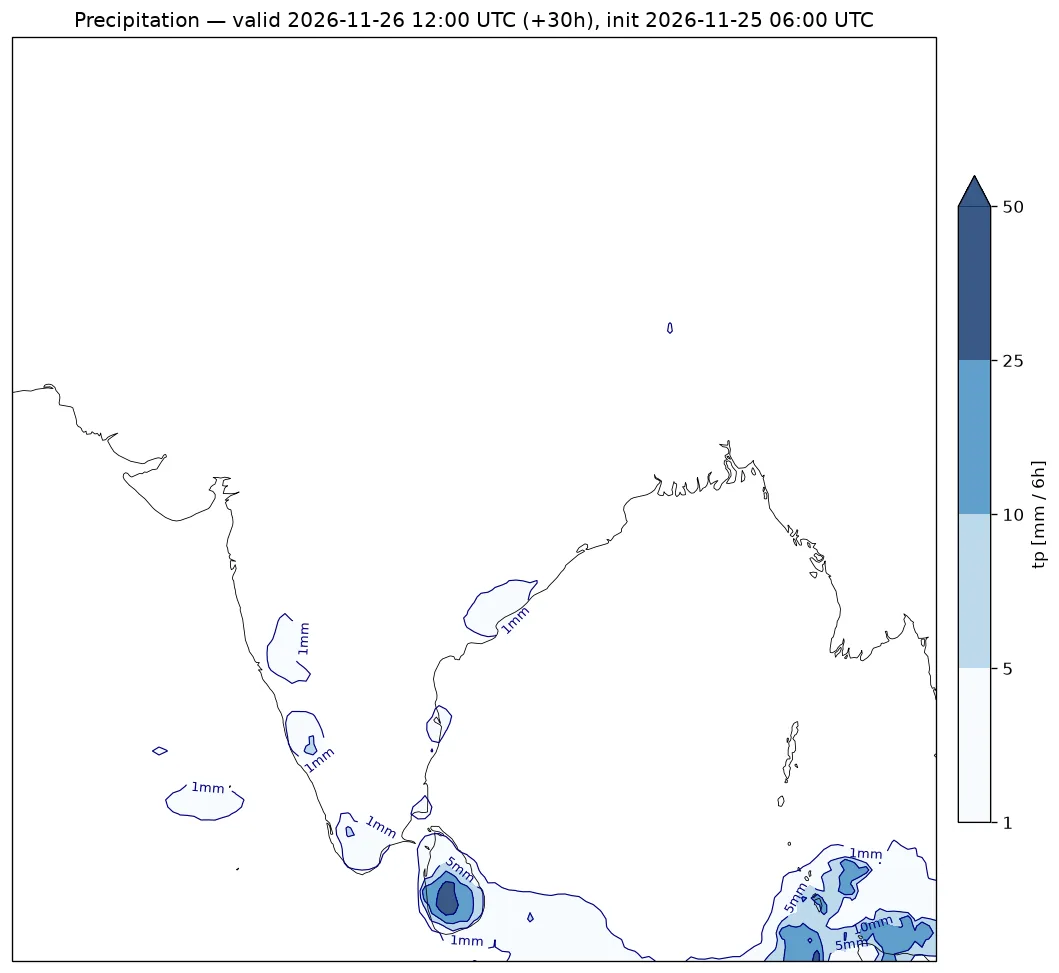 Precipitation — valid 2026-11-26 12:00 UTC (+30h), init 2026-11-25 06:00 UTC
50
25
10
5
1
tp [mm / 6h]
1mm
1mm
1mm
1mm
1mm
1mm
5mm
1mm
5mm
10mm
5mm
1mm